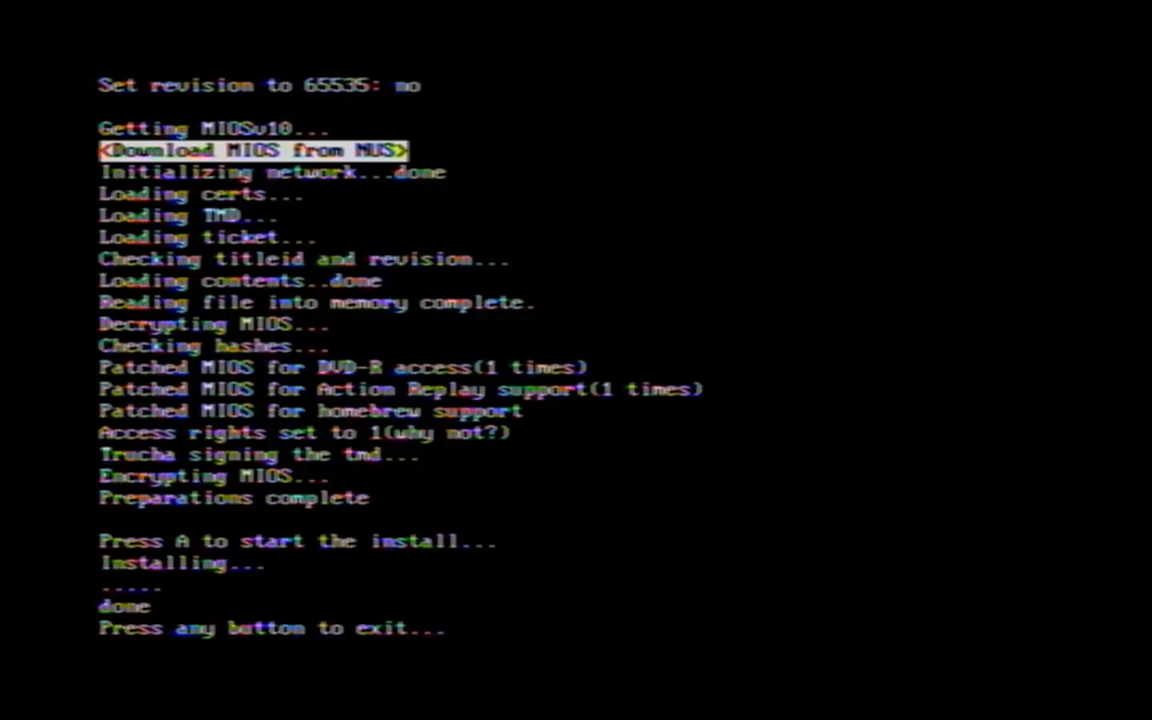 Set revision to 65535: no
Getting MIOSv10...
<Download MIOS from NUS>
Initializing network...done
Loading certs...
Loading TMD...
Loading ticket...
Checking titleid and revision...
Loading contents..done
Reading file into memory complete.
Decrypting MIOS...
Checking hashes...
Patched MIOS for DVD-R access(1 times)
Patched MIOS for Action Replay support(1 times)
Patched MIOS for homebrew support
Access rights set to 1(why not?)
Trucha signing the tmd...
Encrypting MIOS...
Preparations complete
Press A to start the install...
Installing...
.....
done
Press any button to exit...